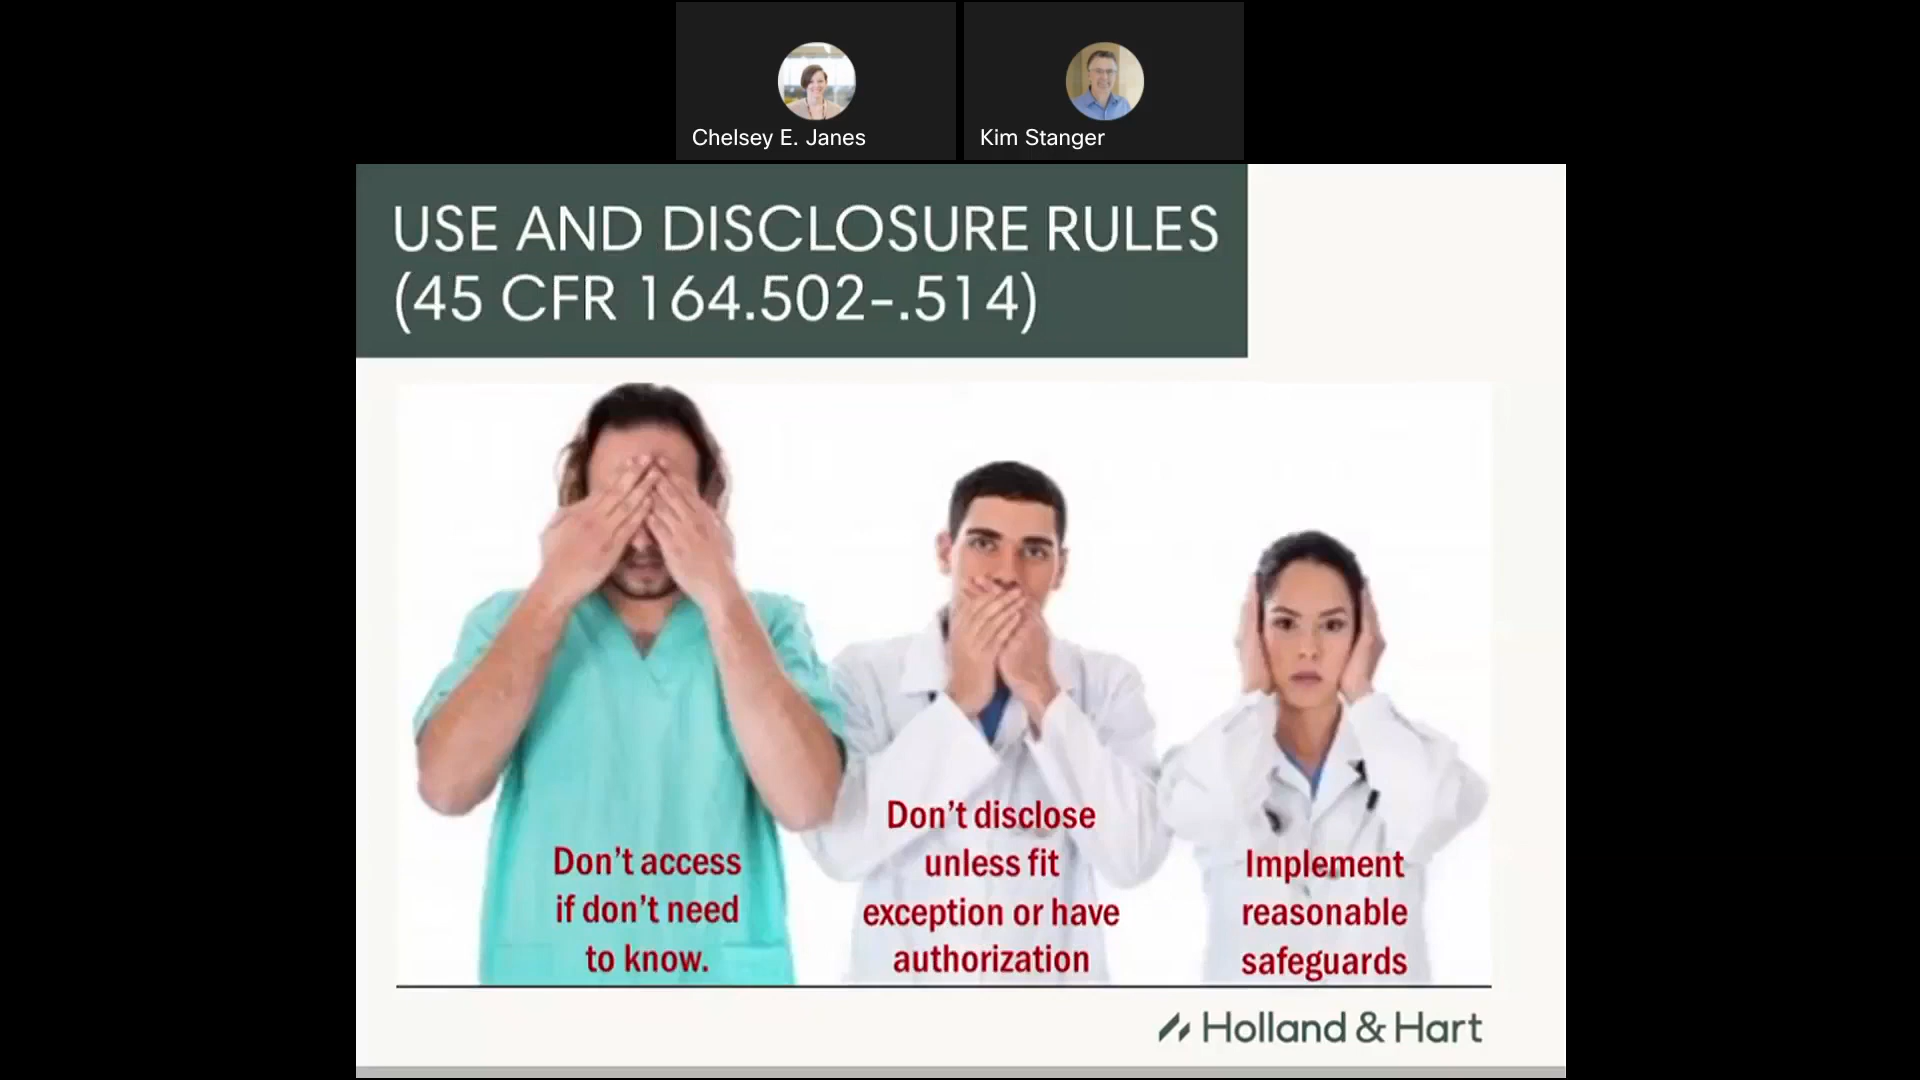 Chelsey E. Janes
Kim Stanger
USE AND DISCLOSURE RULES
(45 CFR 164.502-.514)
Don't access
if don't need
to know.
Don't disclose
unless fit
exception or have
authorization
Implement
reasonable
safeguards
Holland & Hart